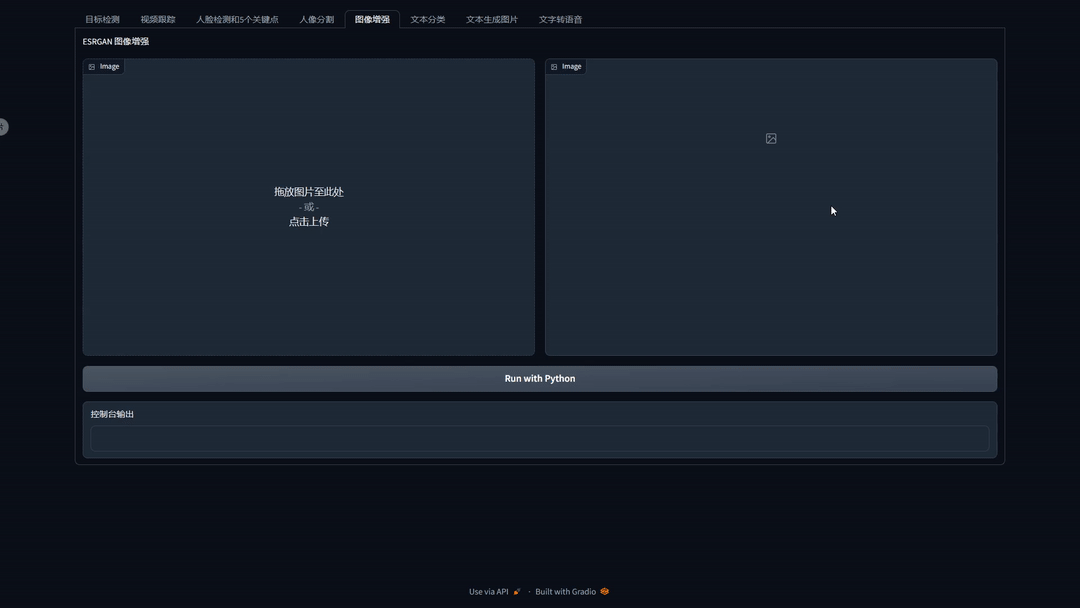 目标检测 视频跟踪 人脸检测和5个关键点 人像分割 图像增强 文本分类 文本生成图片 文字转语音
ESRGAN 图像增强
Image Image
拖放图片至此处
- 或 -
点击上传
Run with Python
控制台输出
Use via API · Built with Gradio